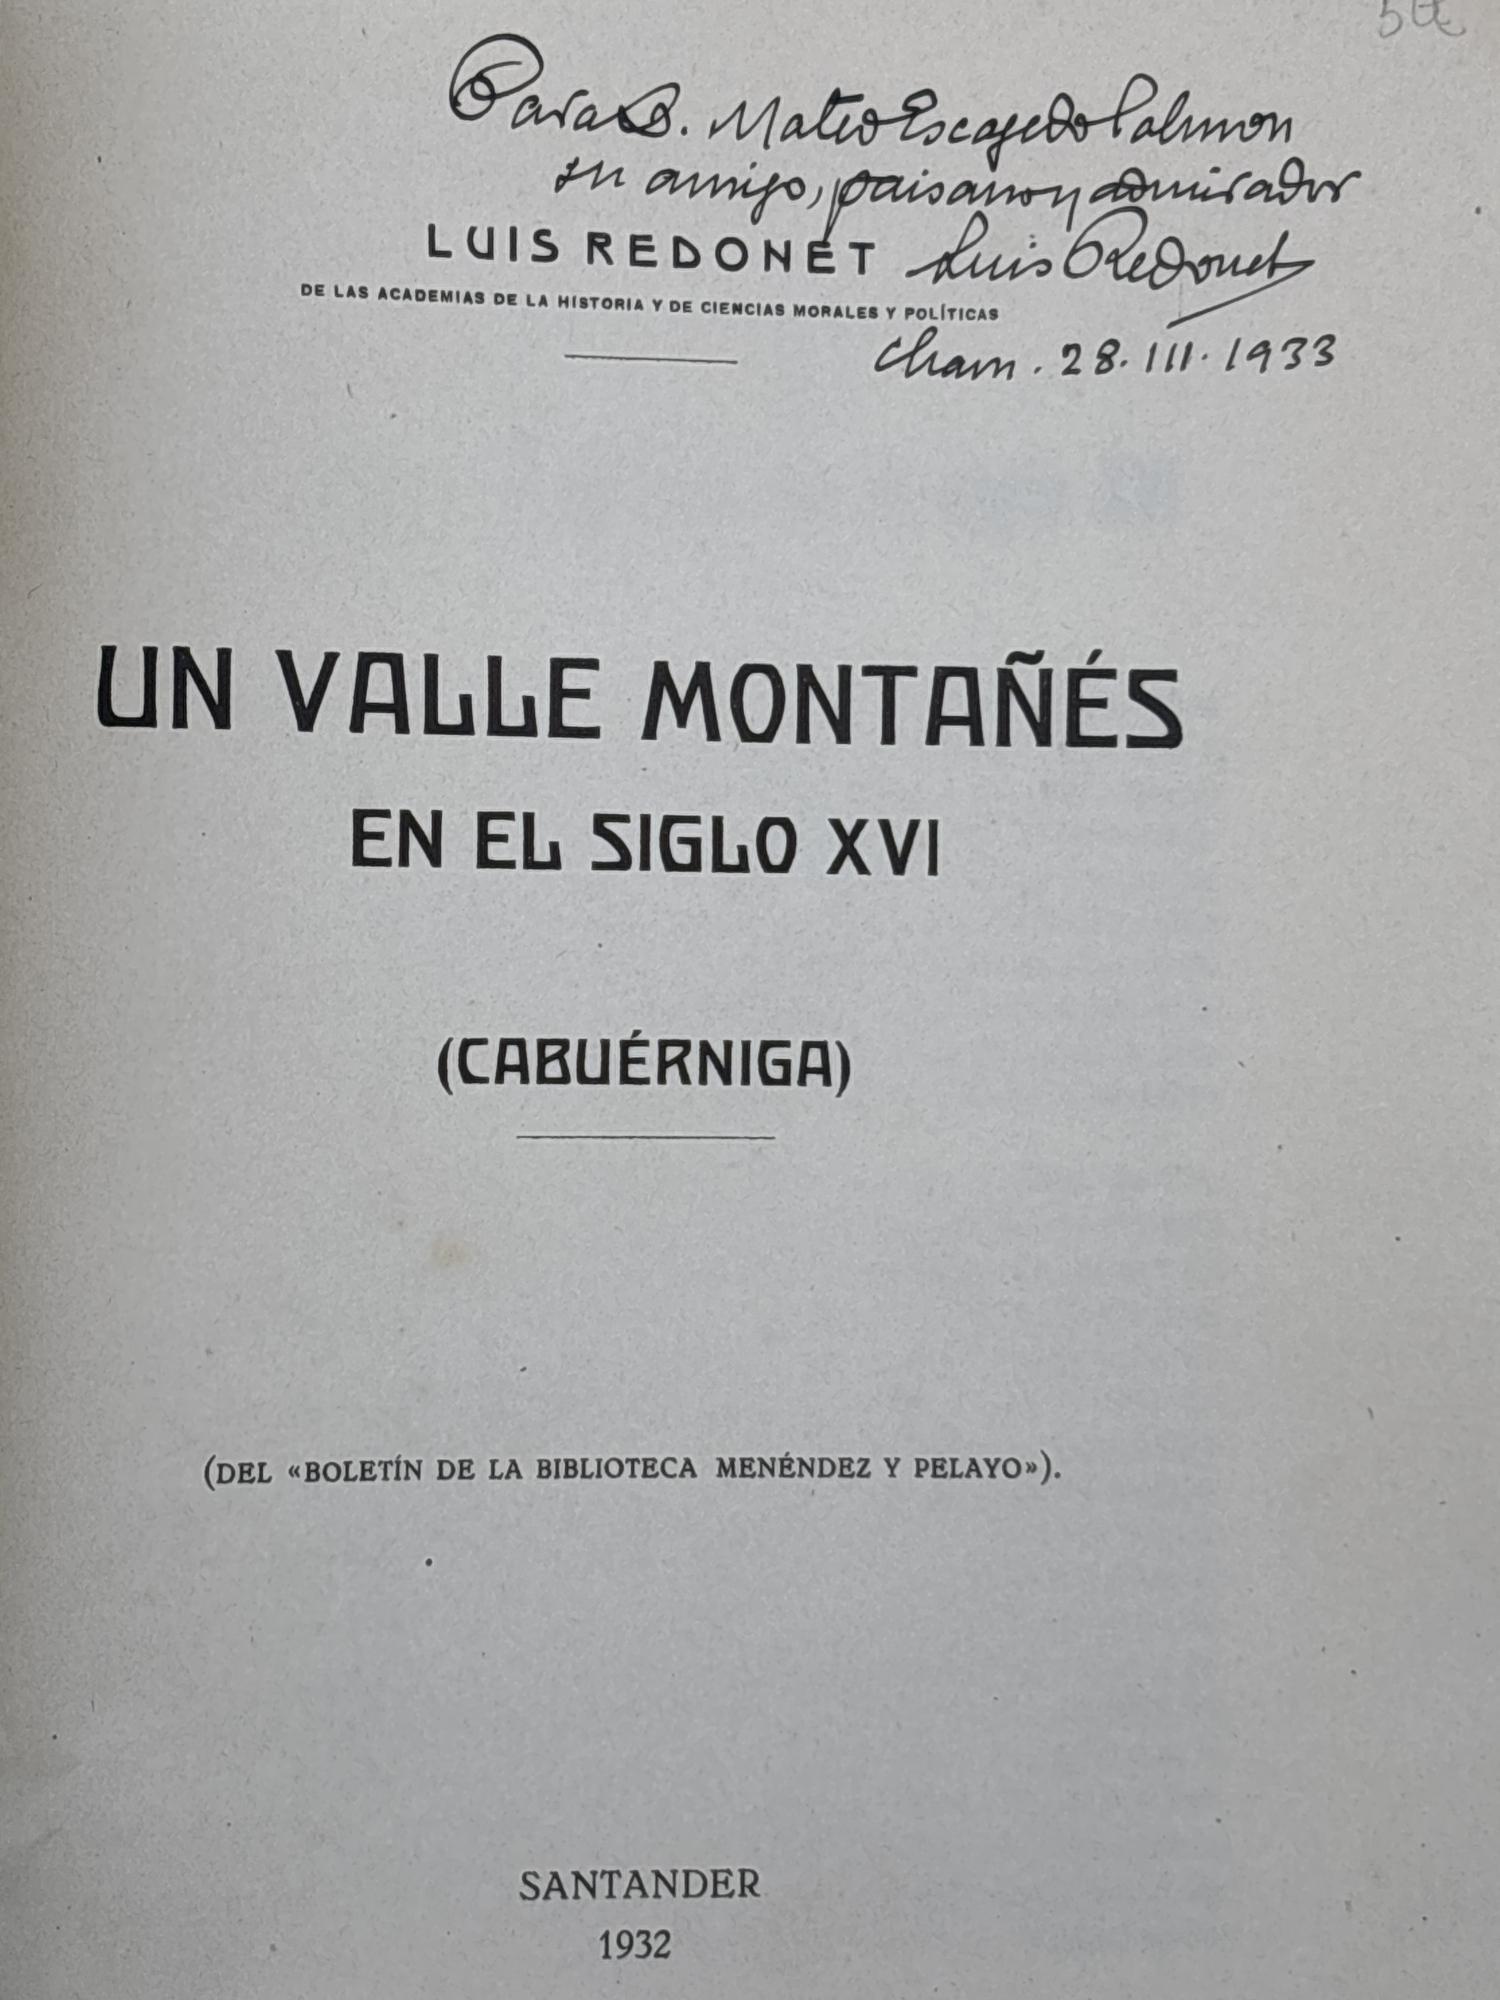 Para D. Mateo Escagedo Salmon
su amigo, paisano y admirador
LUIS REDONET
Luis Redonet
DE LAS ACADEMIAS DE LA HISTORIA Y DE CIENCIAS MORALES Y POLÍTICAS
Cham. 28.III.1933
UN VALLE MONTAÑÉS
EN EL SIGLO XVI
(CABUÉRNIGA)
(DEL «BOLETÍN DE LA BIBLIOTECA MENÉNDEZ Y PELAYO»).
SANTANDER
1932